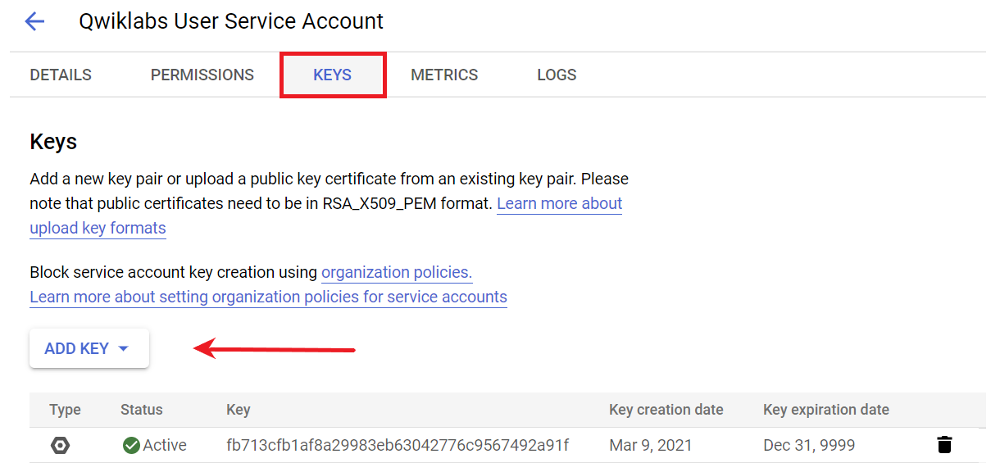 Qwiklabs User Service Account
DETAILS PERMISSIONS KEYS METRICS LOGS
Keys
Add a new key pair or upload a public key certificate from an existing key pair. Please
note that public certificates need to be in RSA_X509_PEM format. Learn more about
upload key formats
Block service account key creation using organization policies.
Learn more about setting organization policies for service accounts
ADD KEY
Type Status Key Key creation date Key expiration date
Active fb713cfb1af8a29983eb63042776c9567492a91f Mar 9, 2021 Dec 31, 9999